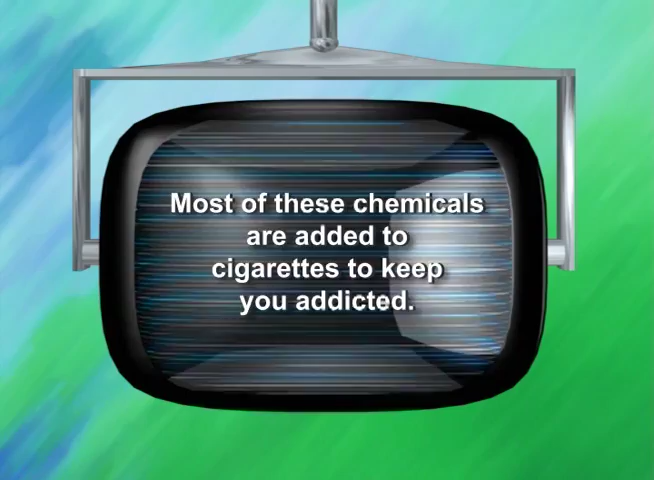 Most of these chemicals
are added to
cigarettes to keep
you addicted.